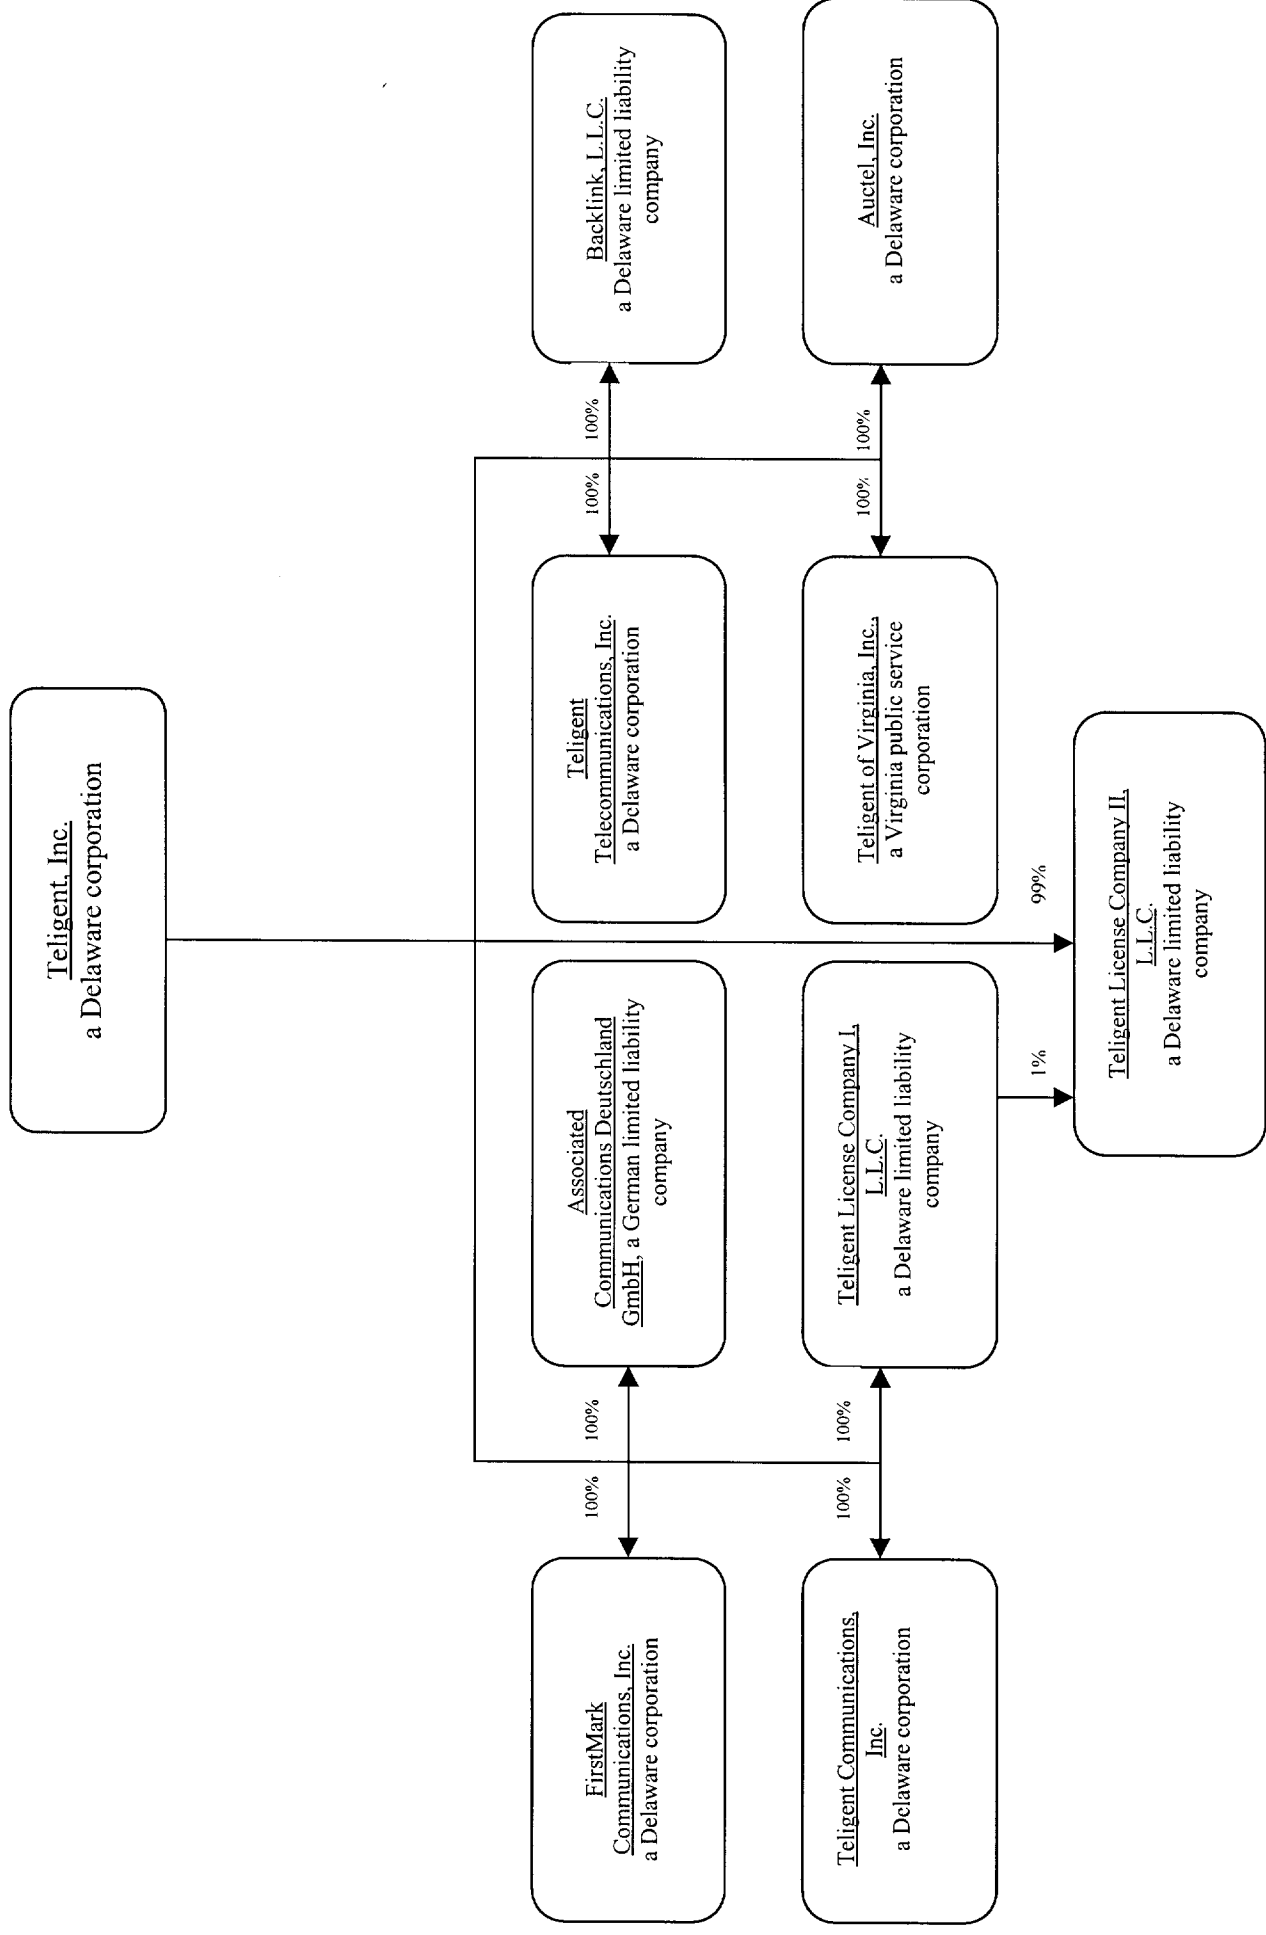 Teligent, Inc.
a Delaware corporation
FirstMark
Communications, Inc.
a Delaware corporation
100%
100%
Associated
Communications Deutschland
GmbH, a German limited liability
company
Teligent
Telecommunications, Inc.
a Delaware corporation
100%
100%
Backlink, L.L.C.
a Delaware limited liability
company
Teligent Communications,
Inc.
a Delaware corporation
100%
100%
Teligent License Company I,
L.L.C.
a Delaware limited liability
company
Teligent of Virginia, Inc.,
a Virginia public service
corporation
100%
100%
Auctel, Inc.
a Delaware corporation
1%
99%
Teligent License Company II,
L.L.C.
a Delaware limited liability
company